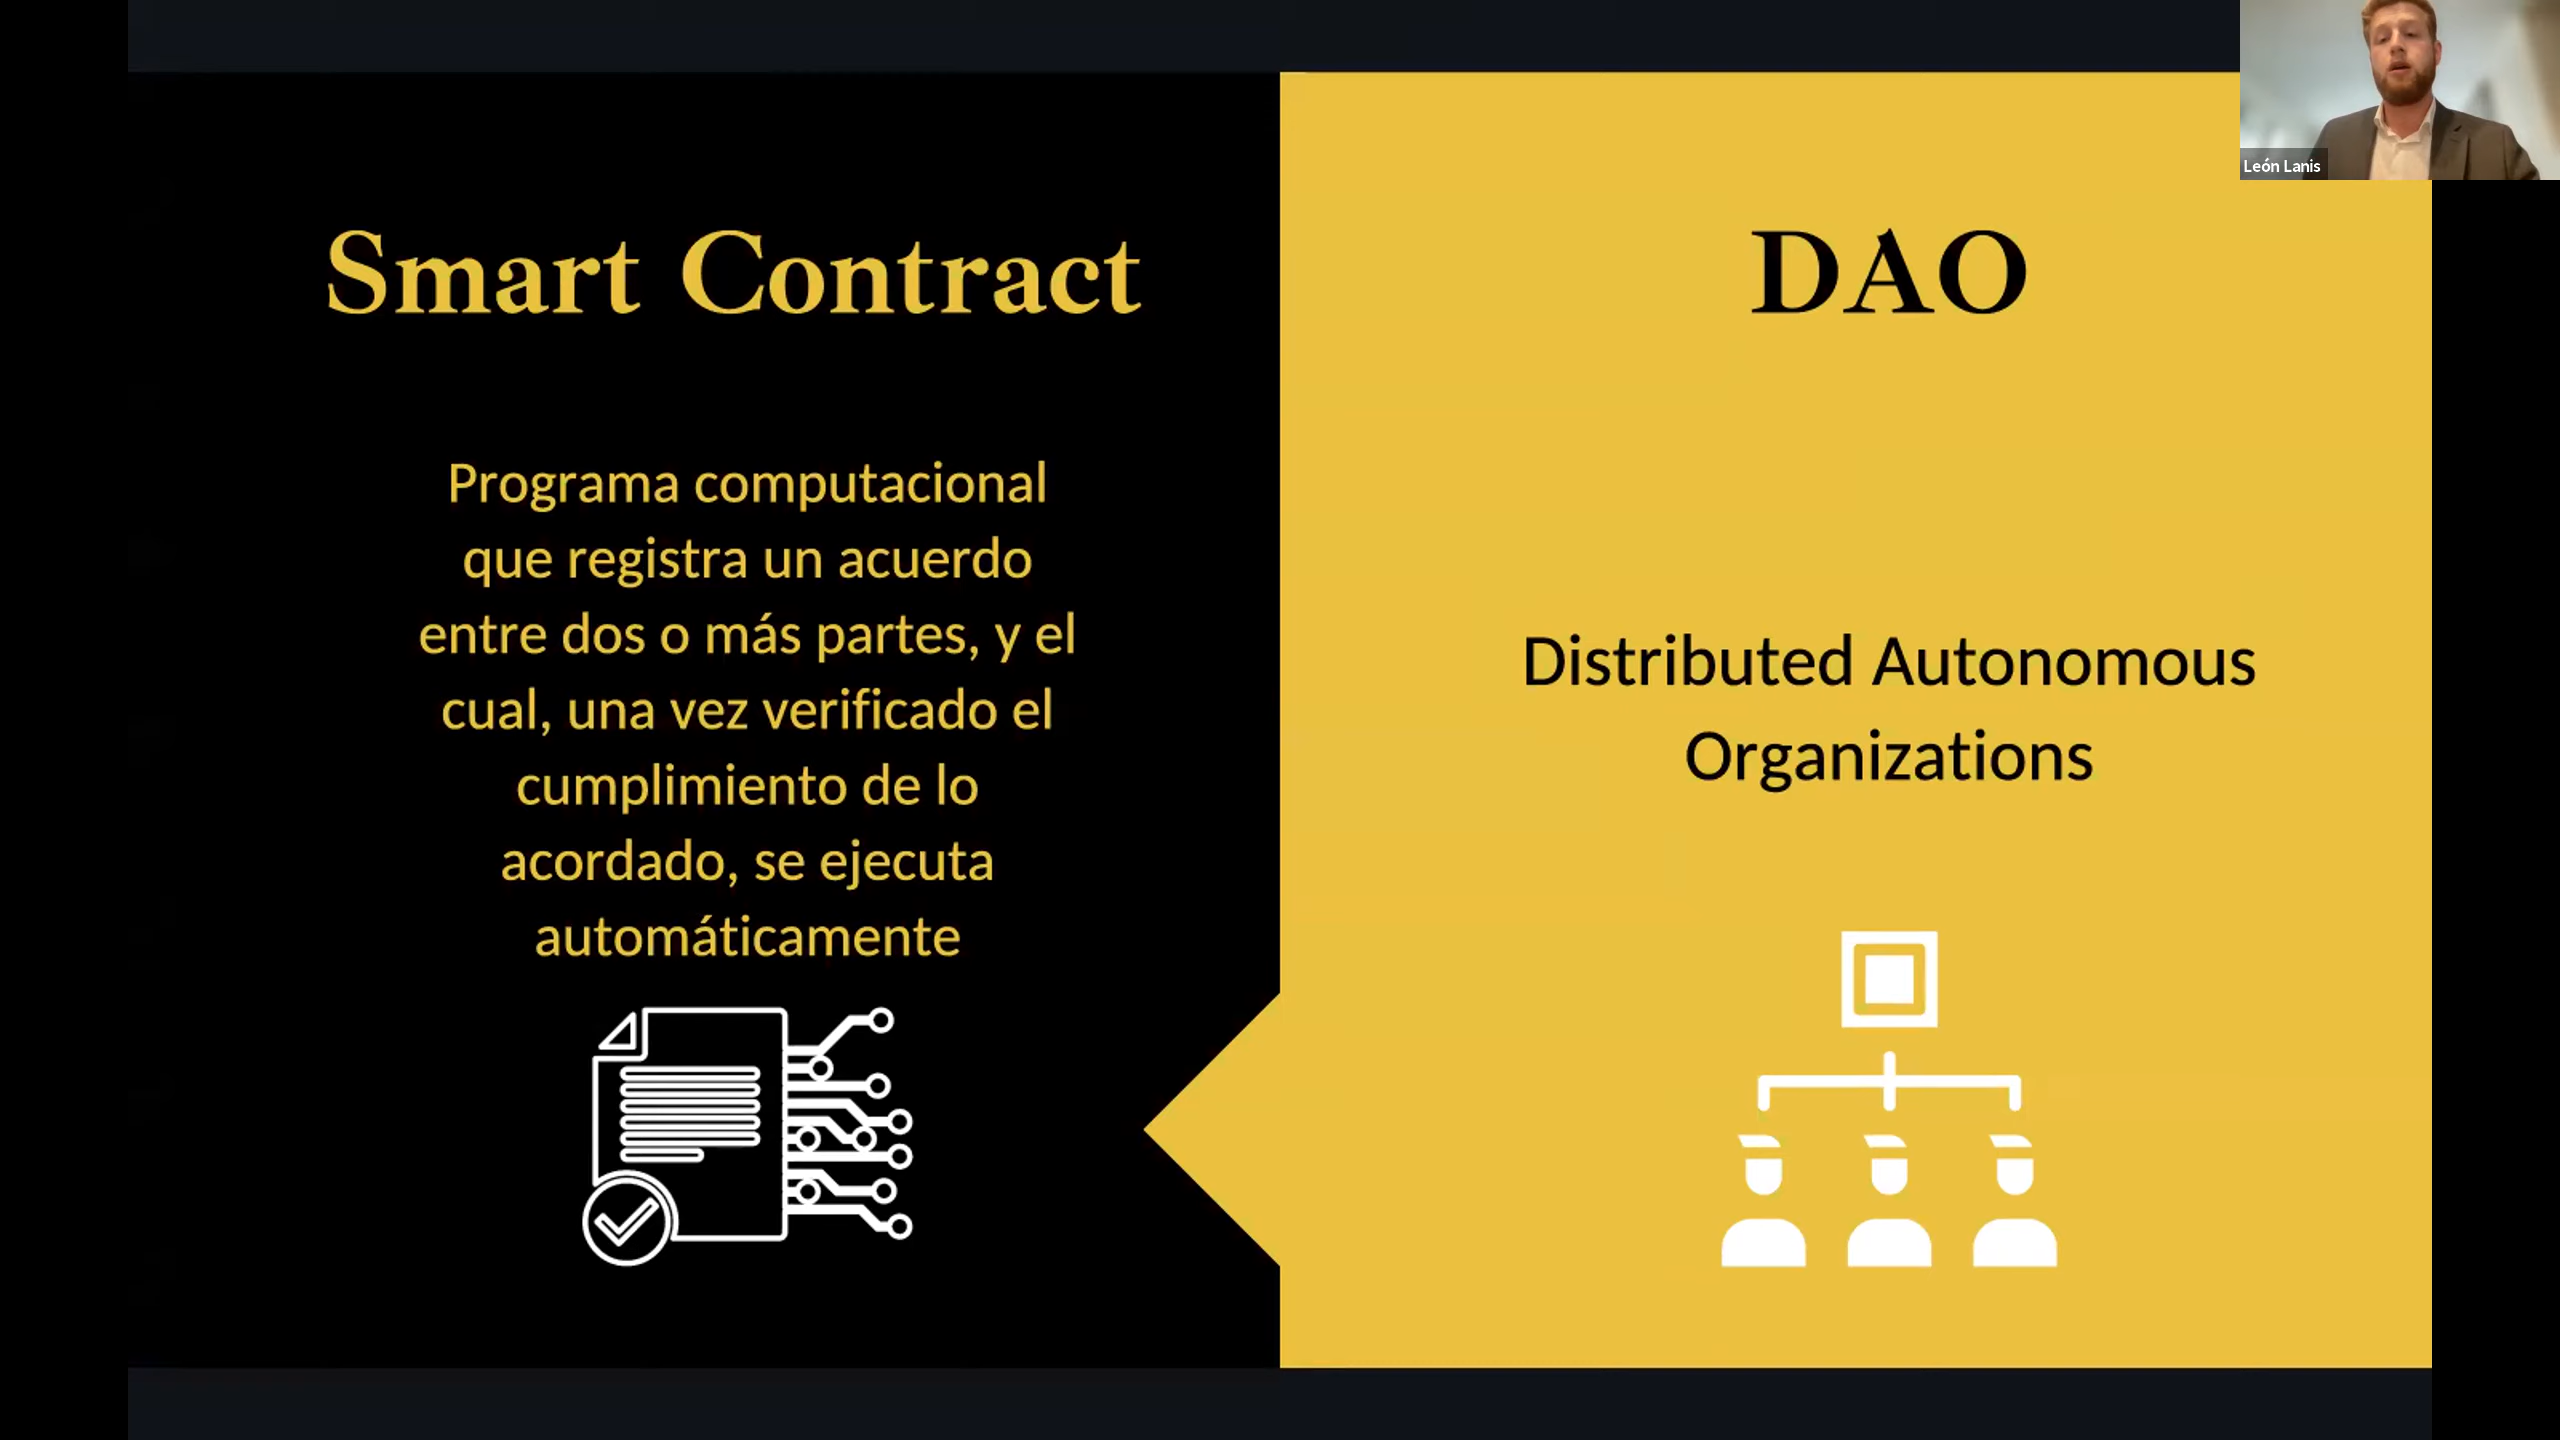 León Lanis
Smart Contract
Programa computacional
que registra un acuerdo
entre dos o más partes, y el
cual, una vez verificado el
cumplimiento de lo
acordado, se ejecuta
automáticamente
DAO
Distributed Autonomous
Organizations